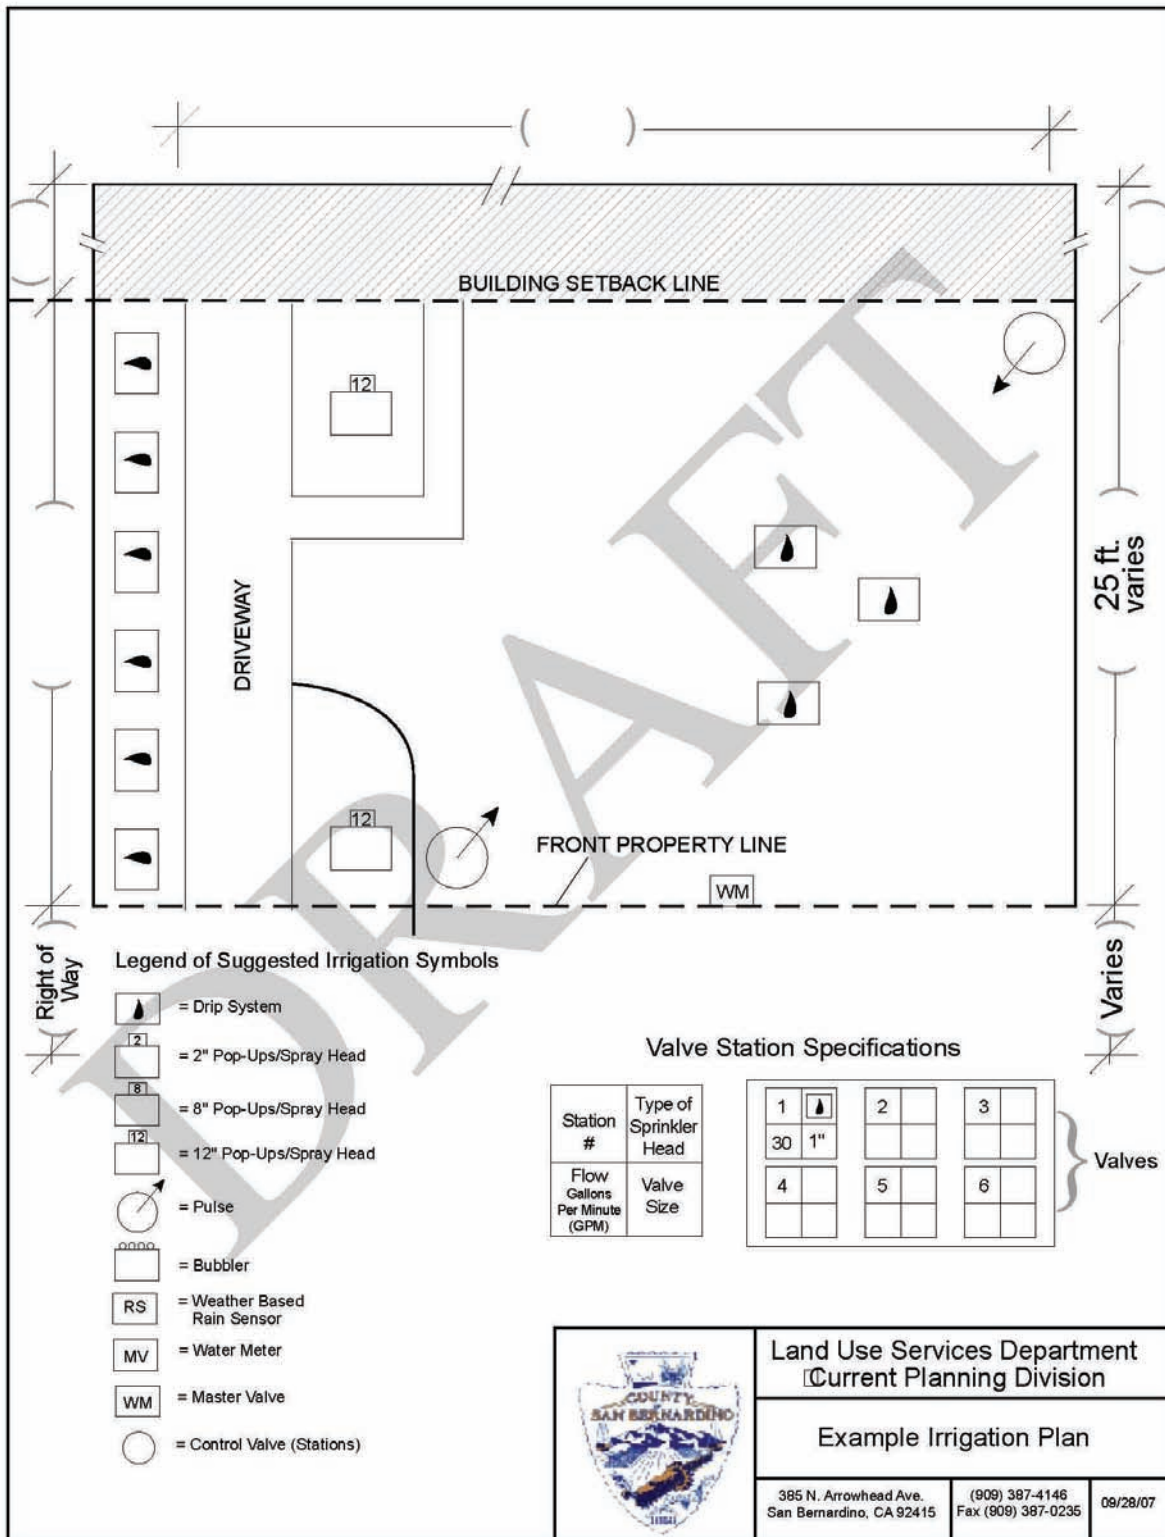 BUILDING SETBACK LINE
12
25 ft.
varies
DRIVEWAY
12
FRONT PROPERTY LINE
WM
DRAFT
Right of
Way
Varies
Legend of Suggested Irrigation Symbols
= Drip System
2
= 2" Pop-Ups/Spray Head
8
= 8" Pop-Ups/Spray Head
12
= 12" Pop-Ups/Spray Head
= Pulse
= Bubbler
RS = Weather Based
Rain Sensor
MV = Water Meter
WM = Master Valve
= Control Valve (Stations)
Valve Station Specifications
Station
#
Type of
Sprinkler
Head
Flow
Gallons
Per Minute
(GPM)
Valve
Size
1
30 1"
2
3
4
5
6
Valves
COUNTY
SAN BERNARDINO
Land Use Services Department
Current Planning Division
Example Irrigation Plan
385 N. Arrowhead Ave.
San Bernardino, CA 92415
(909) 387-4146
Fax (909) 387-0235
09/28/07